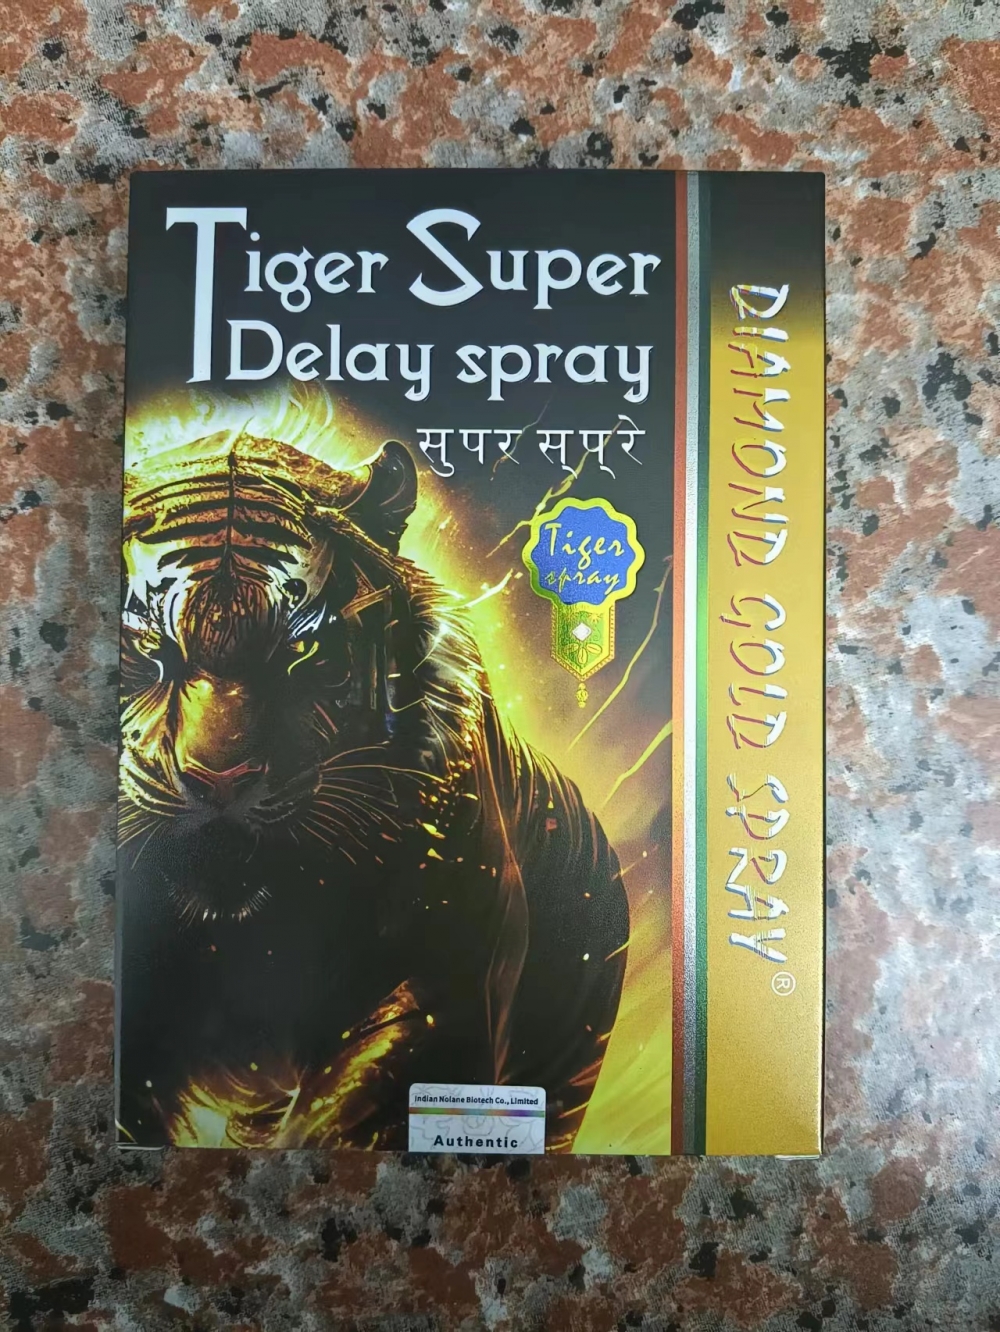 Tiger Super
Delay spray
सुपर स्प्रे
Tiger
spray
DIAMOND GOLD SPRAY®
Indian Nolane Biotech Co., Limited
Authentic